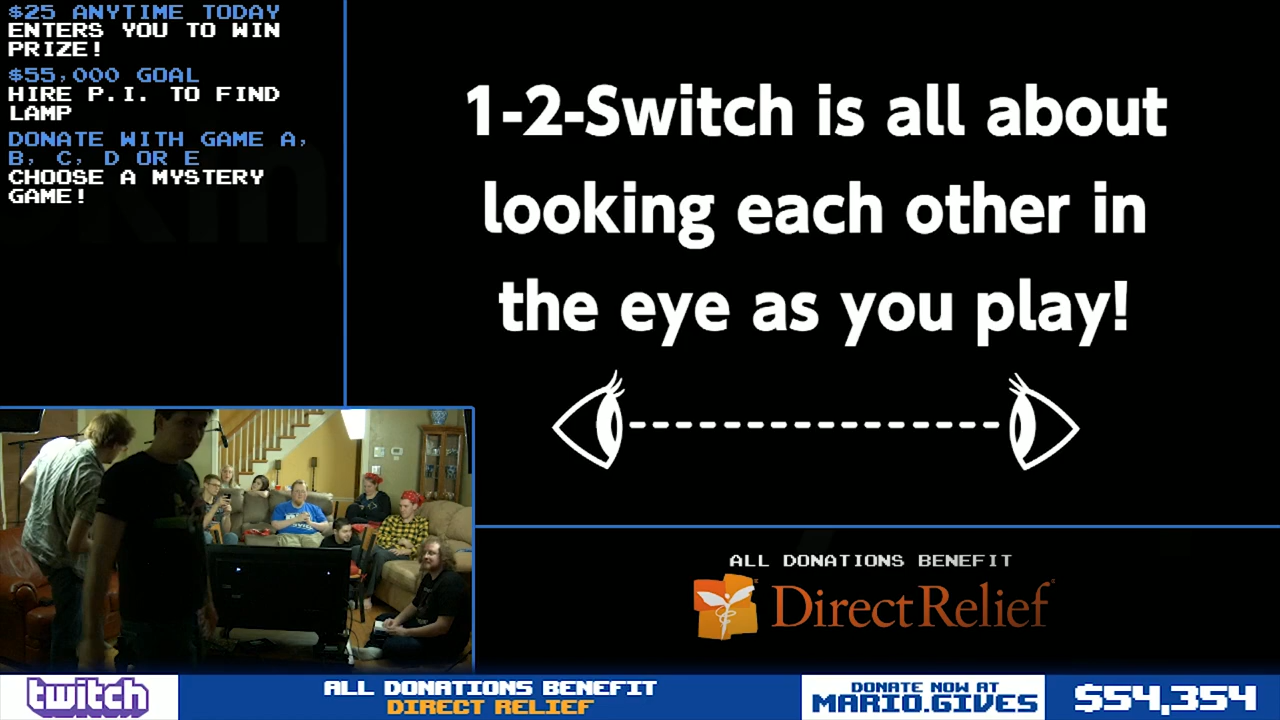 $25 ANYTIME TODAY
ENTERS YOU TO WIN
PRIZE!
$55,000 GOAL
HIRE P.I. TO FIND
LAMP
DONATE WITH GAME A,
B, C, D OR E
CHOOSE A MYSTERY
GAME!
1-2-Switch is all about
looking each other in
the eye as you play!
ALL DONATIONS BENEFIT
DirectRelief
twitch
ALL DONATIONS BENEFIT
DIRECT RELIEF
DONATE NOW AT
MARIO.GIVES
$54,354